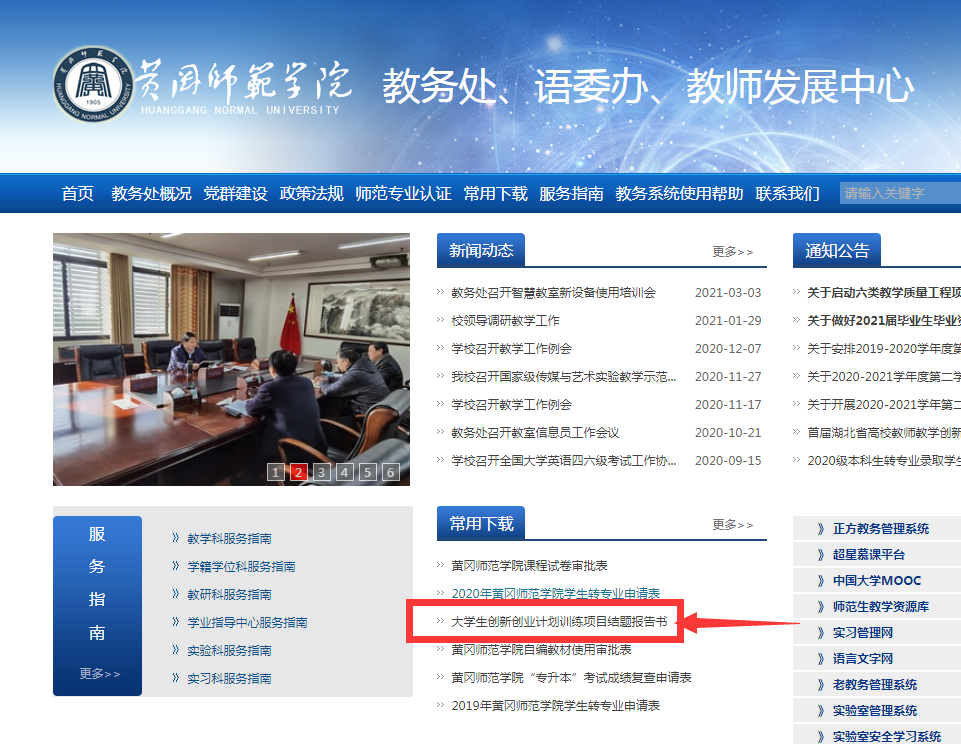 黄冈师范学院
HUANGGANG NORMAL UNIVERSITY
1905
教务处、语委办、教师发展中心
首页 教务处概况 党群建设 政策法规 师范专业认证 常用下载 服务指南 教务系统使用帮助 联系我们 请输入关键字
1 2 3 4 5 6
新闻动态 更多>>
教务处召开智慧教室新设备使用培训会 2021-03-03
校领导调研教学工作 2021-01-29
学校召开教学工作例会 2020-12-07
我校召开国家级传媒与艺术实验教学示范... 2020-11-27
学校召开教学工作例会 2020-11-17
教务处召开教室信息员工作会议 2020-10-21
学校召开全国大学英语四六级考试工作协... 2020-09-15
通知公告
关于启动六类教学质量工程项
关于做好2021届毕业生毕业资
关于安排2019-2020学年度第
关于2020-2021学年度第二学
关于开展2020-2021学年第二
首届湖北省高校教师教学创新
2020级本科生转专业录取学生
服务指南
更多>>
》 教学科服务指南
》 学籍学位科服务指南
》 教研科服务指南
》 学业指导中心服务指南
》 实验科服务指南
》 实习科服务指南
常用下载 更多>>
黄冈师范学院课程试卷审批表
2020年黄冈师范学院学生转专业申请表
大学生创新创业计划训练项目结题报告书
黄冈师范学院自编教材使用审批表
黄冈师范学院“专升本”考试成绩复查申请表
2019年黄冈师范学院学生转专业申请表
》 正方教务管理系统
》 超星慕课平台
》 中国大学MOOC
》 师范生教学资源库
》 实习管理网
》 语言文字网
》 老教务管理系统
》 实验室管理系统
》 实验室安全学习系统